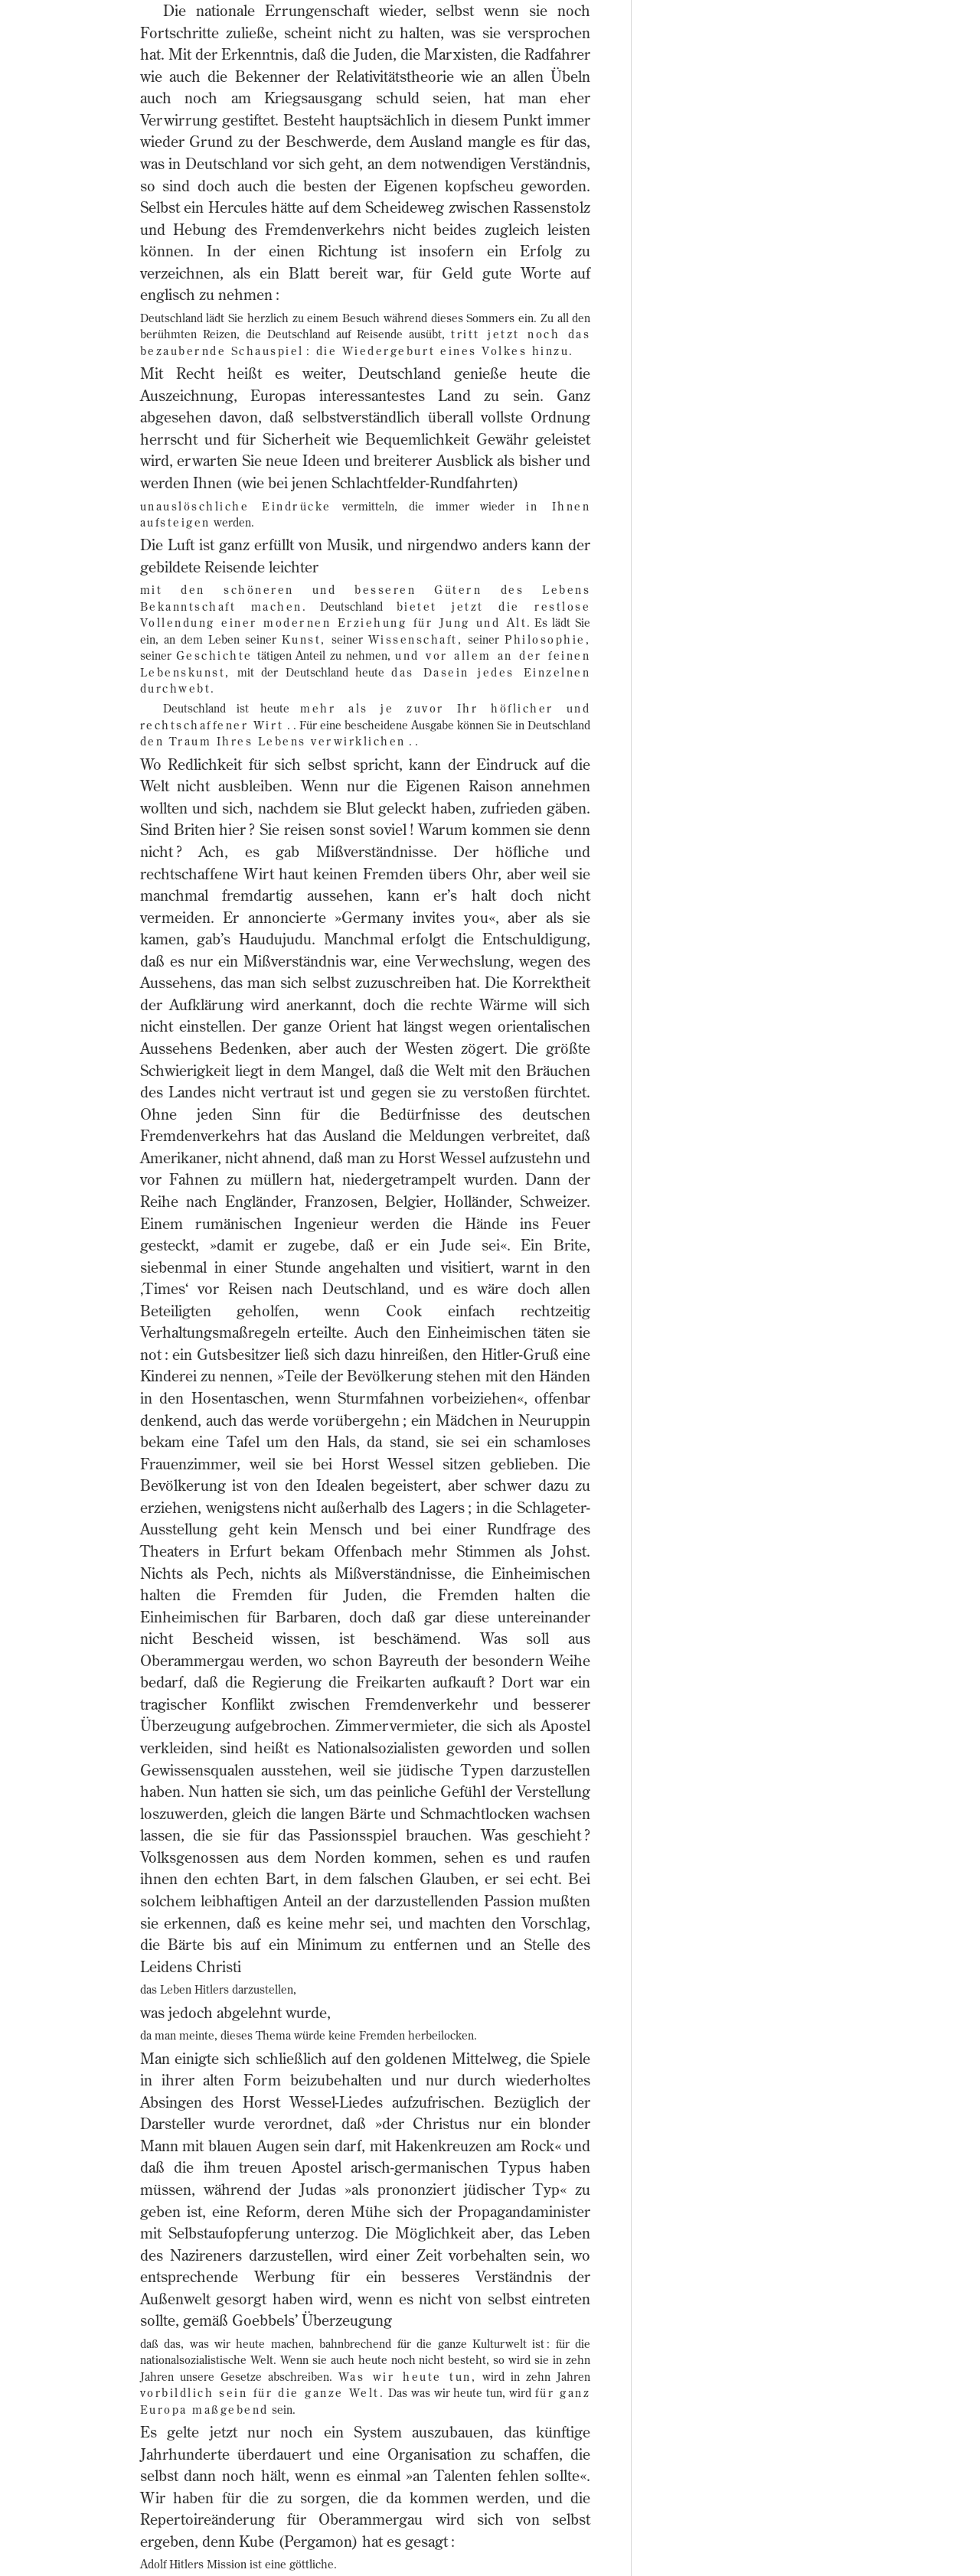 Die nationale Errungenschaft wieder, selbst wenn sie noch
Fortschritte zuließe, scheint nicht zu halten, was sie versprochen
hat. Mit der Erkenntnis, daß die Juden, die Marxisten, die Radfahrer
wie auch die Bekenner der Relativitätstheorie wie an allen Übeln
auch noch am Kriegsausgang schuld seien, hat man eher
Verwirrung gestiftet. Besteht hauptsächlich in diesem Punkt immer
wieder Grund zu der Beschwerde, dem Ausland mangle es für das,
was in Deutschland vor sich geht, an dem notwendigen Verständnis,
so sind doch auch die besten der Eigenen kopfscheu geworden.
Selbst ein Hercules hätte auf dem Scheideweg zwischen Rassenstolz
und Hebung des Fremdenverkehrs nicht beides zugleich leisten
können. In der einen Richtung ist insofern ein Erfolg zu
verzeichnen, als ein Blatt bereit war, für Geld gute Worte auf
englisch zu nehmen :
Deutschland lädt Sie herzlich zu einem Besuch während dieses Sommers ein. Zu all den
berühmten Reizen, die Deutschland auf Reisende ausübt, tritt jetzt noch das
bezaubernde Schauspiel : die Wiedergeburt eines Volkes hinzu.
Mit Recht heißt es weiter, Deutschland genieße heute die
Auszeichnung, Europas interessantestes Land zu sein. Ganz
abgesehen davon, daß selbstverständlich überall vollste Ordnung
herrscht und für Sicherheit wie Bequemlichkeit Gewähr geleistet
wird, erwarten Sie neue Ideen und breiterer Ausblick als bisher und
werden Ihnen (wie bei jenen Schlachtfelder-Rundfahrten)
unauslöschliche Eindrücke vermitteln, die immer wieder in Ihnen
aufsteigen werden.
Die Luft ist ganz erfüllt von Musik, und nirgendwo anders kann der
gebildete Reisende leichter
mit den schöneren und besseren Gütern des Lebens
Bekanntschaft machen. Deutschland bietet jetzt die restlose
Vollendung einer modernen Erziehung für Jung und Alt. Es lädt Sie
ein, an dem Leben seiner Kunst, seiner Wissenschaft, seiner Philosophie,
seiner Geschichte tätigen Anteil zu nehmen, und vor allem an der feinen
Lebenskunst, mit der Deutschland heute das Dasein jedes Einzelnen
durchwebt.
Deutschland ist heute mehr als je zuvor Ihr höflicher und
rechtschaffener Wirt . . Für eine bescheidene Ausgabe können Sie in Deutschland
den Traum Ihres Lebens verwirklichen . .
Wo Redlichkeit für sich selbst spricht, kann der Eindruck auf die
Welt nicht ausbleiben. Wenn nur die Eigenen Raison annehmen
wollten und sich, nachdem sie Blut geleckt haben, zufrieden gäben.
Sind Briten hier ? Sie reisen sonst soviel ! Warum kommen sie denn
nicht ? Ach, es gab Mißverständnisse. Der höfliche und
rechtschaffene Wirt haut keinen Fremden übers Ohr, aber weil sie
manchmal fremdartig aussehen, kann er’s halt doch nicht
vermeiden. Er annoncierte »Germany invites you«, aber als sie
kamen, gab’s Haudujudu. Manchmal erfolgt die Entschuldigung,
daß es nur ein Mißverständnis war, eine Verwechslung, wegen des
Aussehens, das man sich selbst zuzuschreiben hat. Die Korrektheit
der Aufklärung wird anerkannt, doch die rechte Wärme will sich
nicht einstellen. Der ganze Orient hat längst wegen orientalischen
Aussehens Bedenken, aber auch der Westen zögert. Die größte
Schwierigkeit liegt in dem Mangel, daß die Welt mit den Bräuchen
des Landes nicht vertraut ist und gegen sie zu verstoßen fürchtet.
Ohne jeden Sinn für die Bedürfnisse des deutschen
Fremdenverkehrs hat das Ausland die Meldungen verbreitet, daß
Amerikaner, nicht ahnend, daß man zu Horst Wessel aufzustehn und
vor Fahnen zu müllern hat, niedergetrampelt wurden. Dann der
Reihe nach Engländer, Franzosen, Belgier, Holländer, Schweizer.
Einem rumänischen Ingenieur werden die Hände ins Feuer
gesteckt, »damit er zugebe, daß er ein Jude sei«. Ein Brite,
siebenmal in einer Stunde angehalten und visitiert, warnt in den
‚Times‘ vor Reisen nach Deutschland, und es wäre doch allen
Beteiligten geholfen, wenn Cook einfach rechtzeitig
Verhaltungsmaßregeln erteilte. Auch den Einheimischen täten sie
not : ein Gutsbesitzer ließ sich dazu hinreißen, den Hitler-Gruß eine
Kinderei zu nennen, »Teile der Bevölkerung stehen mit den Händen
in den Hosentaschen, wenn Sturmfahnen vorbeiziehen«, offenbar
denkend, auch das werde vorübergehn ; ein Mädchen in Neuruppin
bekam eine Tafel um den Hals, da stand, sie sei ein schamloses
Frauenzimmer, weil sie bei Horst Wessel sitzen geblieben. Die
Bevölkerung ist von den Idealen begeistert, aber schwer dazu zu
erziehen, wenigstens nicht außerhalb des Lagers ; in die Schlageter-
Ausstellung geht kein Mensch und bei einer Rundfrage des
Theaters in Erfurt bekam Offenbach mehr Stimmen als Johst.
Nichts als Pech, nichts als Mißverständnisse, die Einheimischen
halten die Fremden für Juden, die Fremden halten die
Einheimischen für Barbaren, doch daß gar diese untereinander
nicht Bescheid wissen, ist beschämend. Was soll aus
Oberammergau werden, wo schon Bayreuth der besondern Weihe
bedarf, daß die Regierung die Freikarten aufkauft ? Dort war ein
tragischer Konflikt zwischen Fremdenverkehr und besserer
Überzeugung aufgebrochen. Zimmervermieter, die sich als Apostel
verkleiden, sind heißt es Nationalsozialisten geworden und sollen
Gewissensqualen ausstehen, weil sie jüdische Typen darzustellen
haben. Nun hatten sie sich, um das peinliche Gefühl der Verstellung
loszuwerden, gleich die langen Bärte und Schmachtlocken wachsen
lassen, die sie für das Passionsspiel brauchen. Was geschieht ?
Volksgenossen aus dem Norden kommen, sehen es und raufen
ihnen den echten Bart, in dem falschen Glauben, er sei echt. Bei
solchem leibhaftigen Anteil an der darzustellenden Passion mußten
sie erkennen, daß es keine mehr sei, und machten den Vorschlag,
die Bärte bis auf ein Minimum zu entfernen und an Stelle des
Leidens Christi
das Leben Hitlers darzustellen,
was jedoch abgelehnt wurde,
da man meinte, dieses Thema würde keine Fremden herbeilocken.
Man einigte sich schließlich auf den goldenen Mittelweg, die Spiele
in ihrer alten Form beizubehalten und nur durch wiederholtes
Absingen des Horst Wessel-Liedes aufzufrischen. Bezüglich der
Darsteller wurde verordnet, daß »der Christus nur ein blonder
Mann mit blauen Augen sein darf, mit Hakenkreuzen am Rock« und
daß die ihm treuen Apostel arisch-germanischen Typus haben
müssen, während der Judas »als prononziert jüdischer Typ« zu
geben ist, eine Reform, deren Mühe sich der Propagandaminister
mit Selbstaufopferung unterzog. Die Möglichkeit aber, das Leben
des Nazireners darzustellen, wird einer Zeit vorbehalten sein, wo
entsprechende Werbung für ein besseres Verständnis der
Außenwelt gesorgt haben wird, wenn es nicht von selbst eintreten
sollte, gemäß Goebbels’ Überzeugung
daß das, was wir heute machen, bahnbrechend für die ganze Kulturwelt ist : für die
nationalsozialistische Welt. Wenn sie auch heute noch nicht besteht, so wird sie in zehn
Jahren unsere Gesetze abschreiben. Was wir heute tun, wird in zehn Jahren
vorbildlich sein für die ganze Welt. Das was wir heute tun, wird für ganz
Europa maßgebend sein.
Es gelte jetzt nur noch ein System auszubauen, das künftige
Jahrhunderte überdauert und eine Organisation zu schaffen, die
selbst dann noch hält, wenn es einmal »an Talenten fehlen sollte«.
Wir haben für die zu sorgen, die da kommen werden, und die
Repertoireänderung für Oberammergau wird sich von selbst
ergeben, denn Kube (Pergamon) hat es gesagt :
Adolf Hitlers Mission ist eine göttliche.